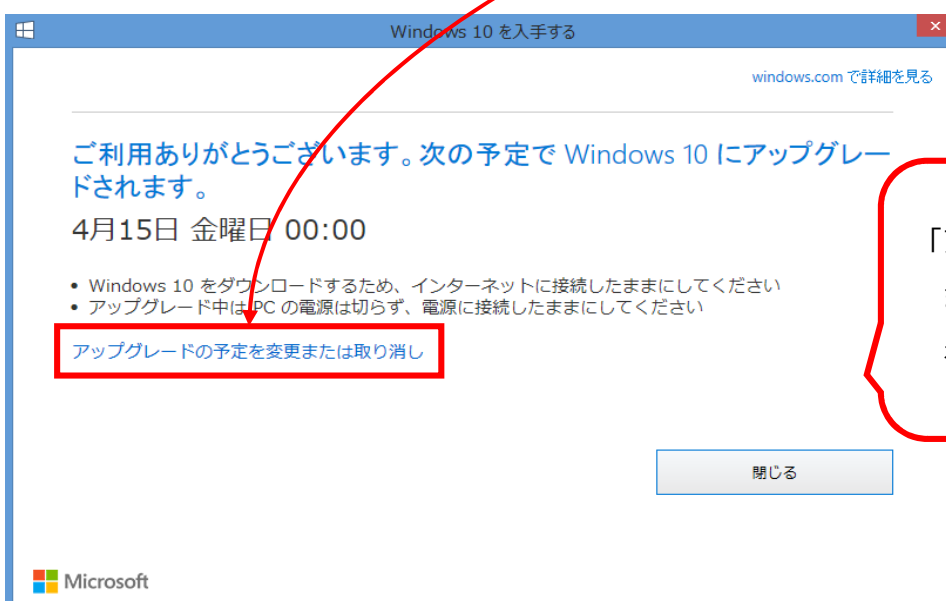 Windows 10 を入手する
windows.com で詳細を見る
ご利用ありがとうございます。次の予定で Windows 10 にアップグレー
ドされます。
4月15日 金曜日 00:00
• Windows 10 をダウンロードするため、インターネットに接続したままにしてください
• アップグレード中は PC の電源は切らず、電源に接続したままにしてください
アップグレードの予定を変更または取り消し
閉じる
Microsoft